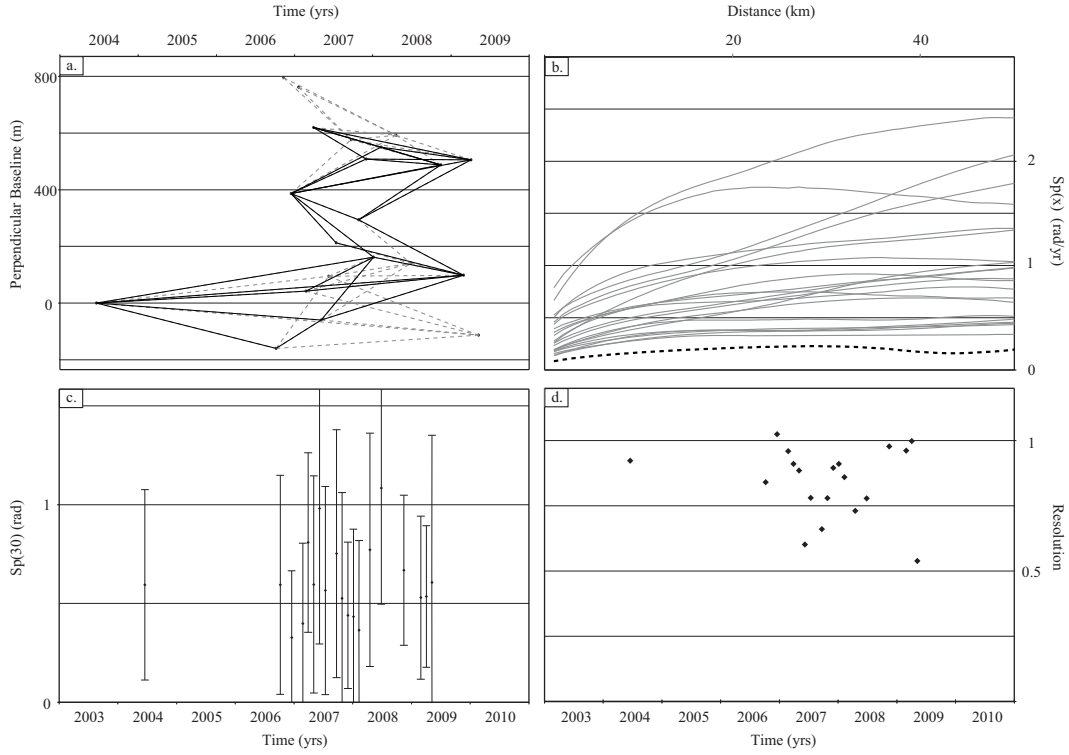 Time (yrs)
2004 2005 2006 2007 2008 2009
a.
800
400
0
Perpendicular Baseline (m)
Distance (km)
20 40
b.
2
1
0
Sp(x) (rad/yr)
c.
1
0
Sp(30) (rad)
2003 2004 2005 2006 2007 2008 2009 2010
Time (yrs)
d.
1
0.5
Resolution
2003 2004 2005 2006 2007 2008 2009 2010
Time (yrs)